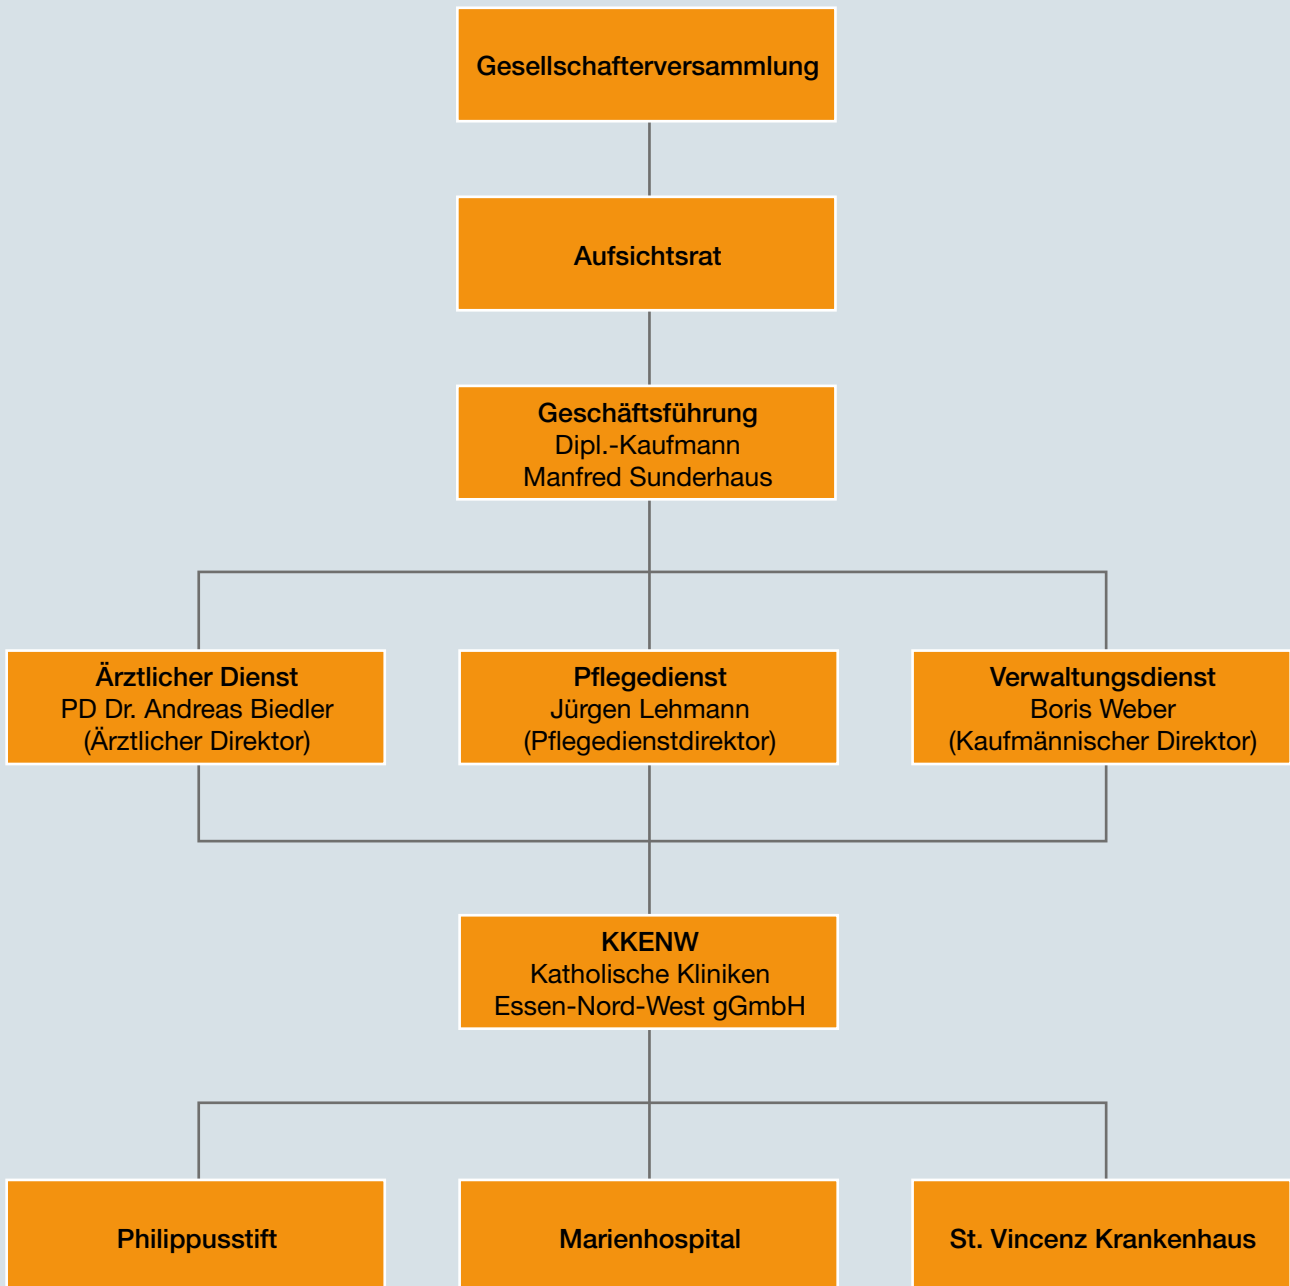 Gesellschafterversammlung
Aufsichtsrat
Geschäftsführung
Dipl.-Kaufmann
Manfred Sunderhaus
Ärztlicher Dienst
PD Dr. Andreas Biedler
(Ärztlicher Direktor)
Pflegedienst
Jürgen Lehmann
(Pflegedienstdirektor)
Verwaltungsdienst
Boris Weber
(Kaufmännischer Direktor)
KKENW
Katholische Kliniken
Essen-Nord-West gGmbH
Philippusstift
Marienhospital
St. Vincenz Krankenhaus